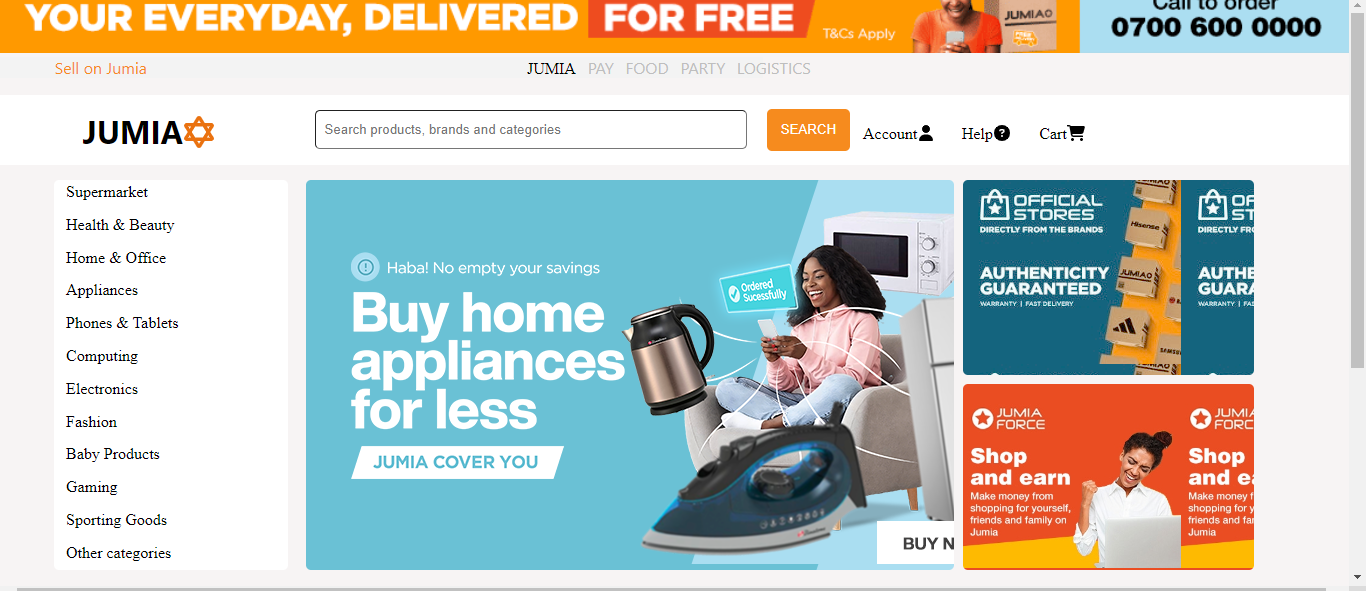 YOUR EVERYDAY, DELIVERED FOR FREE
T&Cs Apply
JUMIA
Call to order
0700 600 0000
Sell on Jumia
JUMIA PAY FOOD PARTY LOGISTICS
JUMIA
Search products, brands and categories
SEARCH
Account
Help
Cart
Supermarket
Health & Beauty
Home & Office
Appliances
Phones & Tablets
Computing
Electronics
Fashion
Baby Products
Gaming
Sporting Goods
Other categories
Haba! No empty your savings
Buy home
appliances
for less
JUMIA COVER YOU
Ordered
Sucessfully
BUY N
OFFICIAL
STORES
DIRECTLY FROM THE BRANDS
AUTHENTICITY
GUARANTEED
WARRANTY | FAST DELIVERY
Hisense
JUMIA
SAMSU
OF
ST
DIRECTLY FR
AUTHE
GUARA
WARRANTY | FAS
JUMIA
FORCE
Shop
and earn
Make money from
shopping for yourself,
friends and family on
Jumia
JUMIA
FORCE
Shop
and ea
Make money f
shopping for y
friends and fa
Jumia